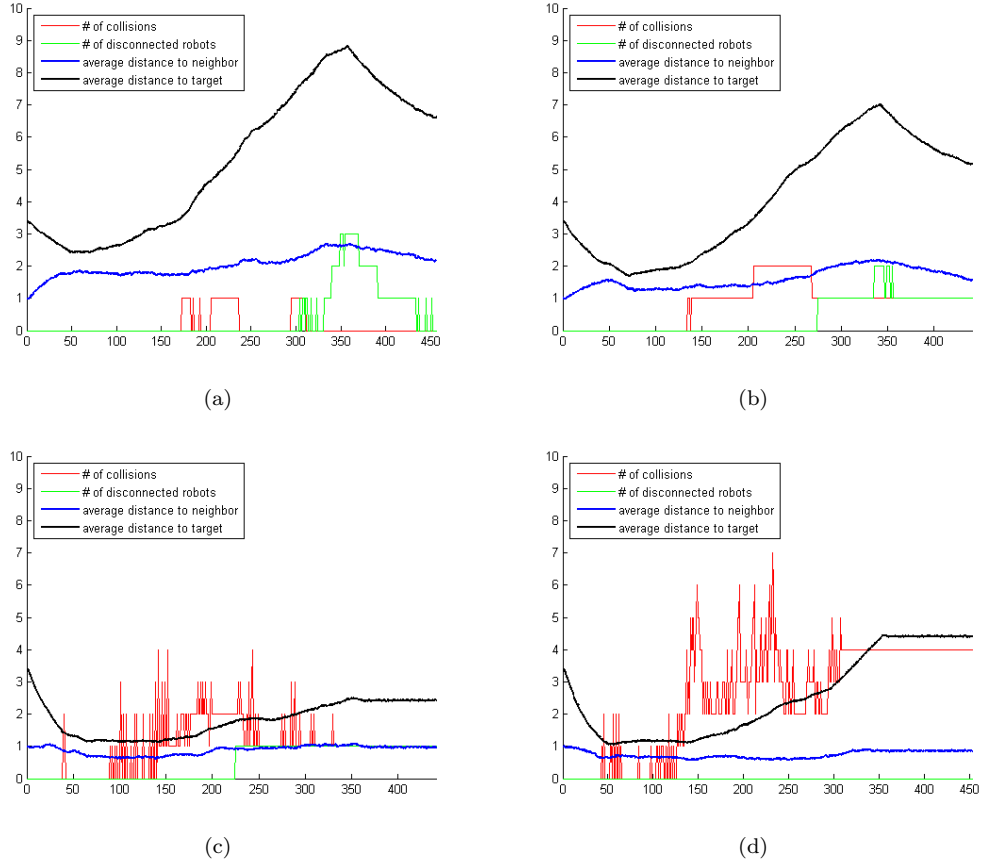 10
9
8
7
6
5
4
3
2
1
0
# of collisions
# of disconnected robots
average distance to neighbor
average distance to target
0 50 100 150 200 250 300 350 400 450
(a)
10
9
8
7
6
5
4
3
2
1
0
# of collisions
# of disconnected robots
average distance to neighbor
average distance to target
0 50 100 150 200 250 300 350 400
(b)
10
9
8
7
6
5
4
3
2
1
0
# of collisions
# of disconnected robots
average distance to neighbor
average distance to target
0 50 100 150 200 250 300 350 400
(c)
10
9
8
7
6
5
4
3
2
1
0
# of collisions
# of disconnected robots
average distance to neighbor
average distance to target
0 50 100 150 200 250 300 350 400 450
(d)